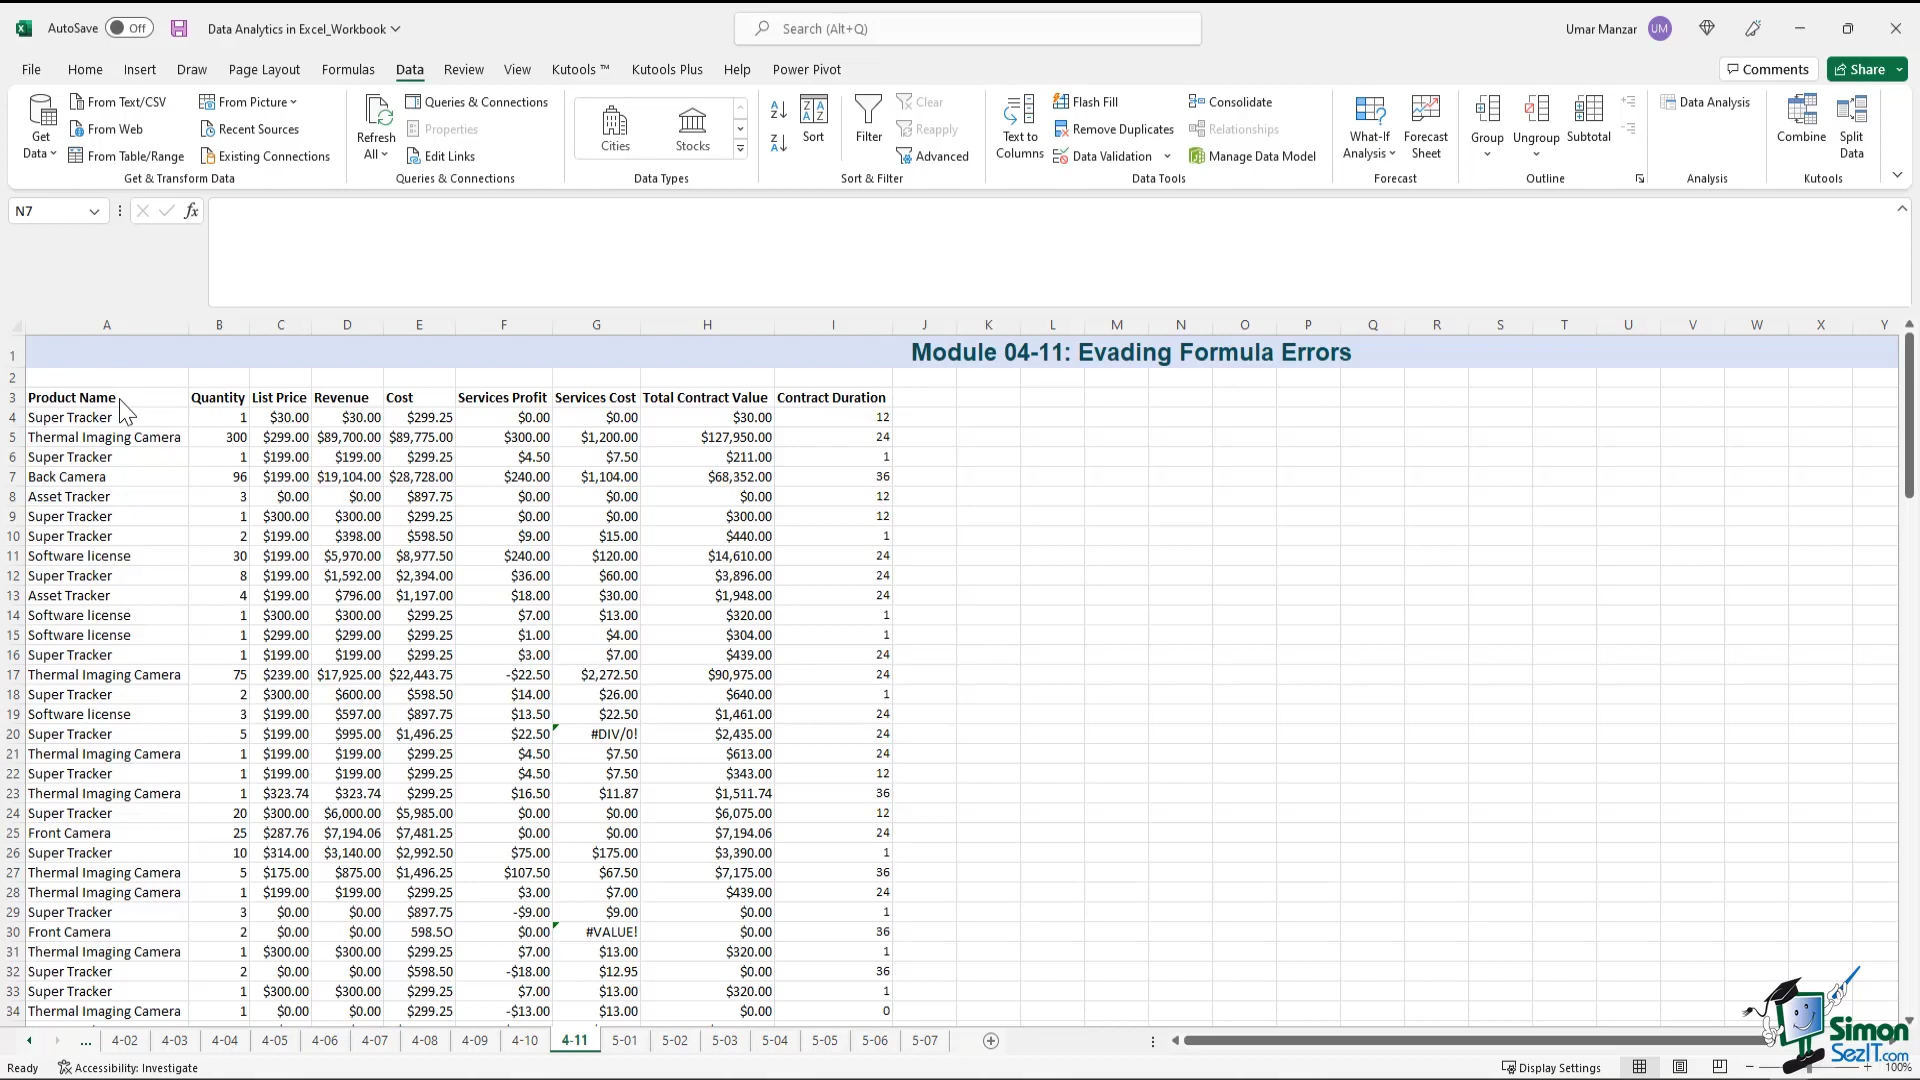 AutoSave Off Data Analytics in Excel_Workbook Search (Alt+Q) Umar Manzar UM
File Home Insert Draw Page Layout Formulas Data Review View Kutools ™ Kutools Plus Help Power Pivot Comments Share
Get Data From Text/CSV From Web From Table/Range From Picture Recent Sources Existing Connections
Refresh All Queries & Connections Properties Edit Links
Cities Stocks
Sort Filter Clear Reapply Advanced
Text to Columns Flash Fill Remove Duplicates Data Validation Consolidate Relationships Manage Data Model
What-If Analysis Forecast Sheet
Group Ungroup Subtotal
Data Analysis
Combine Split Data
Get & Transform Data Queries & Connections Data Types Sort & Filter Data Tools Forecast Outline Analysis Kutools
N7 fx
A B C D E F G H I J K L M N O P Q R S T U V W X Y
1 Module 04-11: Evading Formula Errors
2
3 Product Name Quantity List Price Revenue Cost Services Profit Services Cost Total Contract Value Contract Duration
4 Super Tracker 1 $30.00 $30.00 $299.25 $0.00 $0.00 $30.00 12
5 Thermal Imaging Camera 300 $299.00 $89,700.00 $89,775.00 $300.00 $1,200.00 $127,950.00 24
6 Super Tracker 1 $199.00 $199.00 $299.25 $4.50 $7.50 $211.00 1
7 Back Camera 96 $199.00 $19,104.00 $28,728.00 $240.00 $1,104.00 $68,352.00 36
8 Asset Tracker 3 $0.00 $0.00 $897.75 $0.00 $0.00 $0.00 12
9 Super Tracker 1 $300.00 $300.00 $299.25 $0.00 $0.00 $300.00 12
10 Super Tracker 2 $199.00 $398.00 $598.50 $9.00 $15.00 $440.00 1
11 Software license 30 $199.00 $5,970.00 $8,977.50 $240.00 $120.00 $14,610.00 24
12 Super Tracker 8 $199.00 $1,592.00 $2,394.00 $36.00 $60.00 $3,896.00 24
13 Asset Tracker 4 $199.00 $796.00 $1,197.00 $18.00 $30.00 $1,948.00 24
14 Software license 1 $300.00 $300.00 $299.25 $7.00 $13.00 $320.00 1
15 Software license 1 $299.00 $299.00 $299.25 $1.00 $4.00 $304.00 1
16 Super Tracker 1 $199.00 $199.00 $299.25 $3.00 $7.00 $439.00 24
17 Thermal Imaging Camera 75 $239.00 $17,925.00 $22,443.75 -$22.50 $2,272.50 $90,975.00 24
18 Super Tracker 2 $300.00 $600.00 $598.50 $14.00 $26.00 $640.00 1
19 Software license 3 $199.00 $597.00 $897.75 $13.50 $22.50 $1,461.00 24
20 Super Tracker 5 $199.00 $995.00 $1,496.25 $22.50 #DIV/0! $2,435.00 24
21 Thermal Imaging Camera 1 $199.00 $199.00 $299.25 $4.50 $7.50 $613.00 24
22 Super Tracker 1 $199.00 $199.00 $299.25 $4.50 $7.50 $343.00 12
23 Thermal Imaging Camera 1 $323.74 $323.74 $299.25 $16.50 $11.87 $1,511.74 36
24 Super Tracker 20 $300.00 $6,000.00 $5,985.00 $0.00 $0.00 $6,075.00 12
25 Front Camera 25 $287.76 $7,194.06 $7,481.25 $0.00 $0.00 $7,194.06 24
26 Super Tracker 10 $314.00 $3,140.00 $2,992.50 $75.00 $175.00 $3,390.00 1
27 Thermal Imaging Camera 5 $175.00 $875.00 $1,496.25 $107.50 $67.50 $7,175.00 36
28 Thermal Imaging Camera 1 $199.00 $199.00 $299.25 $3.00 $7.00 $439.00 24
29 Super Tracker 3 $0.00 $0.00 $897.75 -$9.00 $9.00 $0.00 1
30 Front Camera 2 $0.00 $0.00 598.5O $0.00 #VALUE! $0.00 36
31 Thermal Imaging Camera 1 $300.00 $300.00 $299.25 $7.00 $13.00 $320.00 1
32 Super Tracker 2 $0.00 $0.00 $598.50 -$18.00 $12.95 $0.00 36
33 Super Tracker 1 $300.00 $300.00 $299.25 $7.00 $13.00 $320.00 1
34 Thermal Imaging Camera 1 $0.00 $0.00 $299.25 -$13.00 $13.00 $0.00 0
... 4-02 4-03 4-04 4-05 4-06 4-07 4-08 4-09 4-10 4-11 5-01 5-02 5-03 5-04 5-05 5-06 5-07
Simon
SezIT.com
Ready Accessibility: Investigate Display Settings 100%